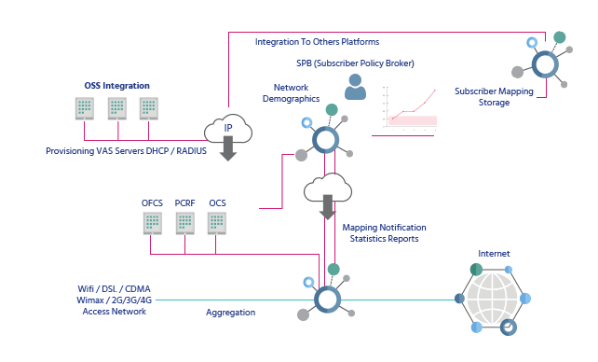 Integration To Others Platforms
SPB (Subscriber Policy Broker)
OSS Integration
Network
Demographics
Subscriber Mapping
Storage
IP
Provisioning VAS Servers DHCP / RADIUS
OFCS PCRF OCS
Mapping Notification
Statistics Reports
Internet
Wifi / DSL / CDMA
Wimax / 2G/3G/4G
Access Network
Aggregation